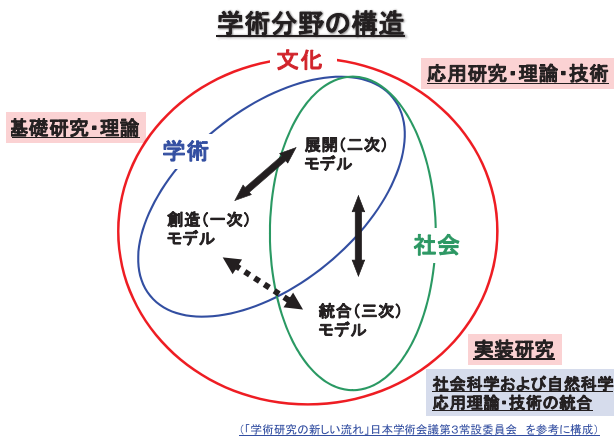 学術分野の構造
文化
応用研究・理論・技術
基礎研究・理論
学術
展開（二次）
モデル
創造（一次）
モデル
社会
統合（三次）
モデル
実装研究
社会科学および自然科学
応用理論・技術の統合
（「学術研究の新しい流れ」日本学術会議第3常設委員会　を参考に構成）